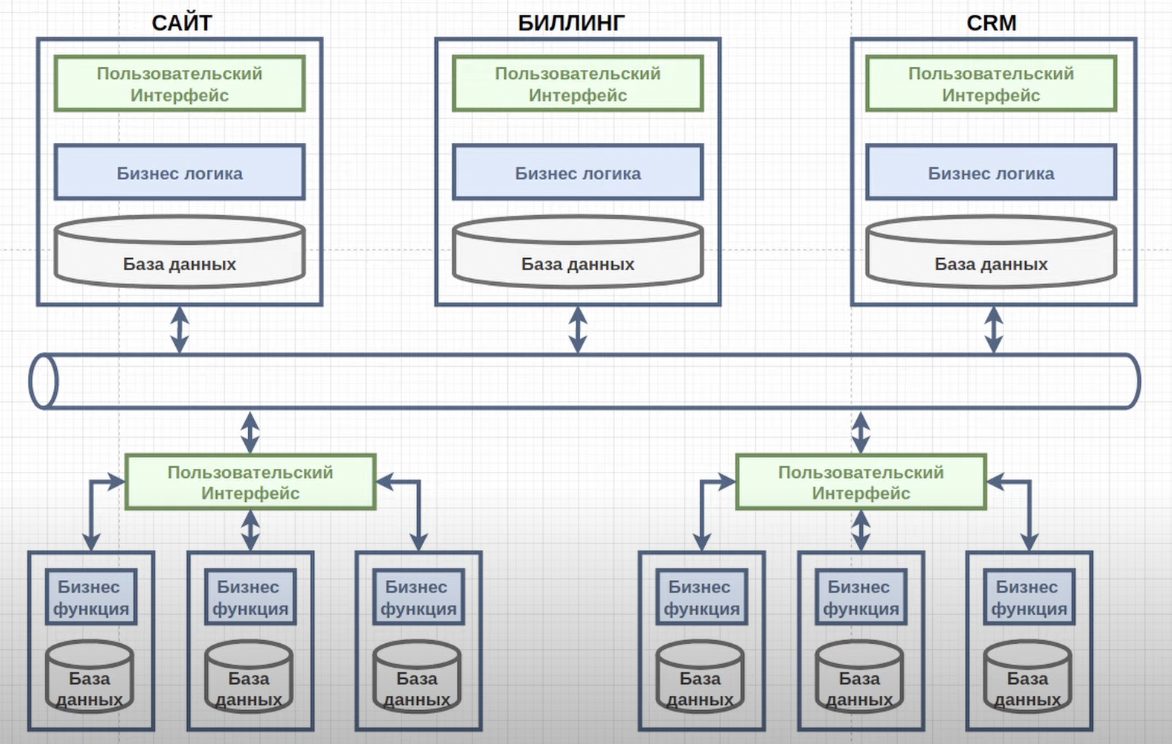 САЙТ
БИЛЛИНГ
CRM
Пользовательский
Интерфейс
Пользовательский
Интерфейс
Пользовательский
Интерфейс
Бизнес логика
Бизнес логика
Бизнес логика
База данных
База данных
База данных
Пользовательский
Интерфейс
Пользовательский
Интерфейс
Бизнес
функция
Бизнес
функция
Бизнес
функция
Бизнес
функция
Бизнес
функция
Бизнес
функция
База
данных
База
данных
База
данных
База
данных
База
данных
База
данных